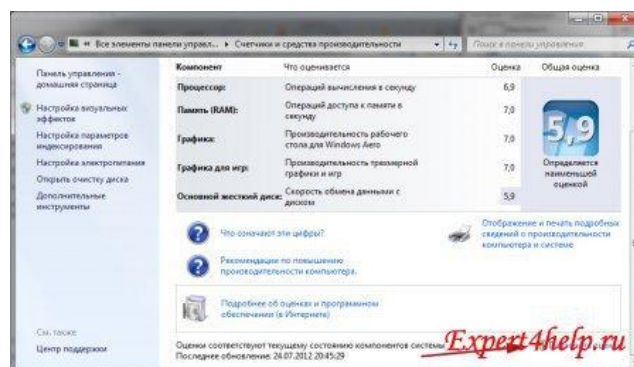 Все элементы панели управл... ▸ Счетчики и средства производительности
Поиск в панели управления
Панель управления - домашняя страница
Настройка визуальных эффектов
Настройка параметров индексирования
Настройка электропитания
Открыть очистку диска
Дополнительные инструменты
См. также
Центр поддержки
Компонент Что оценивается Оценка Общая оценка
Процессор: Операций вычисления в секунду 6,9
Память (RAM): Операций доступа к памяти в секунду 7,0
Графика: Производительность рабочего стола для Windows Aero 7,0
Графика для игр: Производительность трехмерной графики и игр 7,0
Основной жесткий диск: Скорость обмена данными с диском 5,9
5,9
Определяется наименьшей оценкой
Что означают эти цифры?
Рекомендации по повышению производительности компьютера.
Отображение и печать подробных сведений о производительности компьютера и системе
Подробнее об оценках и программном обеспечении (в Интернете)
Оценки соответствуют текущему состоянию компонентов системы
Последнее обновление: 24.07.2012 20:45:29
Expert4help.ru